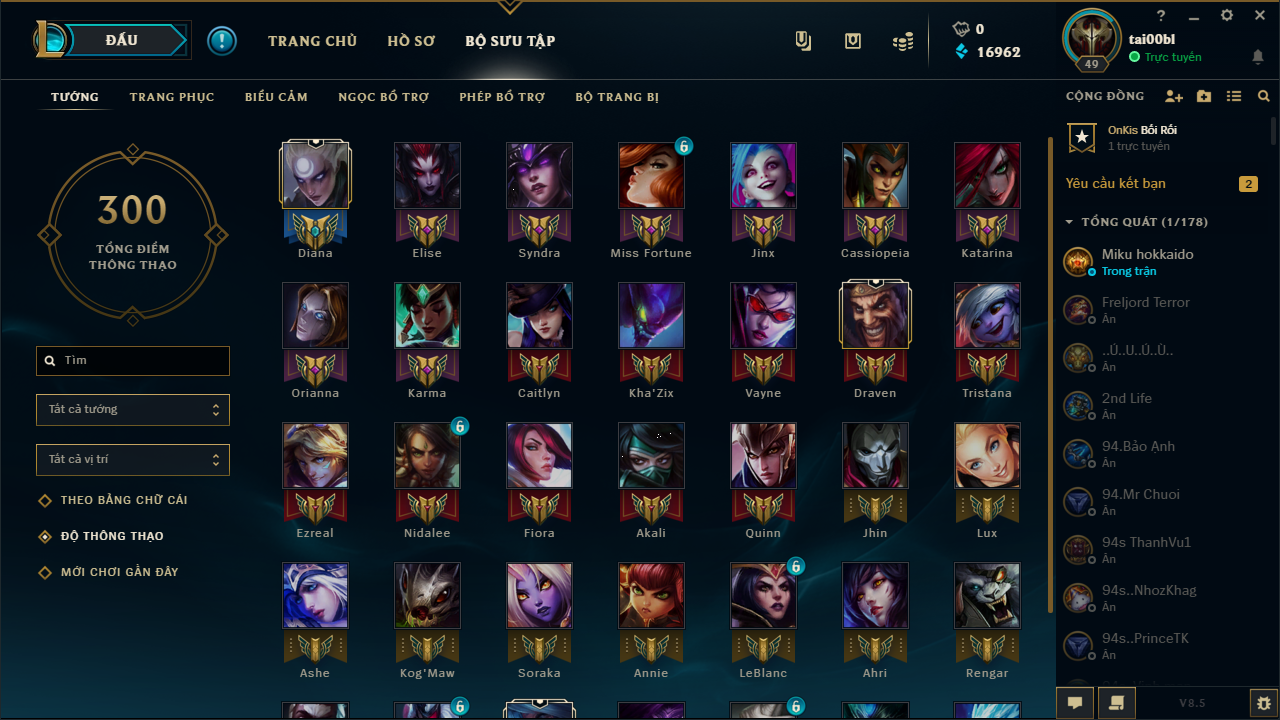 ĐẤU
!
TRANG CHỦ
HỒ SƠ
BỘ SƯU TẬP
0
16962
?
49
tai00bl
Trực tuyến
TƯỚNG
TRANG PHỤC
BIỂU CẢM
NGỌC BỔ TRỢ
PHÉP BỔ TRỢ
BỘ TRANG BỊ
300
TỔNG ĐIỂM
THÔNG THẠO
Tìm
Tất cả tướng
Tất cả vị trí
THEO BẢNG CHỮ CÁI
ĐỘ THÔNG THẠO
MỚI CHƠI GẦN ĐÂY
6
Diana
Elise
Syndra
Miss Fortune
Jinx
Cassiopeia
Katarina
Orianna
Karma
Caitlyn
Kha'Zix
Vayne
Draven
Tristana
6
Ezreal
Nidalee
Fiora
Akali
Quinn
Jhin
Lux
6
Ashe
Kog'Maw
Soraka
Annie
LeBlanc
Ahri
Rengar
6
6
CỘNG ĐỒNG
OnKis Bối Rối
1 trực tuyến
Yêu cầu kết bạn
2
TỔNG QUÁT (1/178)
Miku hokkaido
Trong trận
Freljord Terror
Ẩn
..Ú..U..Ú..Ù..
Ẩn
2nd Life
Ẩn
94.Bảo Anh
Ẩn
94.Mr Chuoi
Ẩn
94s ThanhVu1
Ẩn
94s..NhozKhag
Ẩn
94s..PrinceTK
Ẩn
V8.5